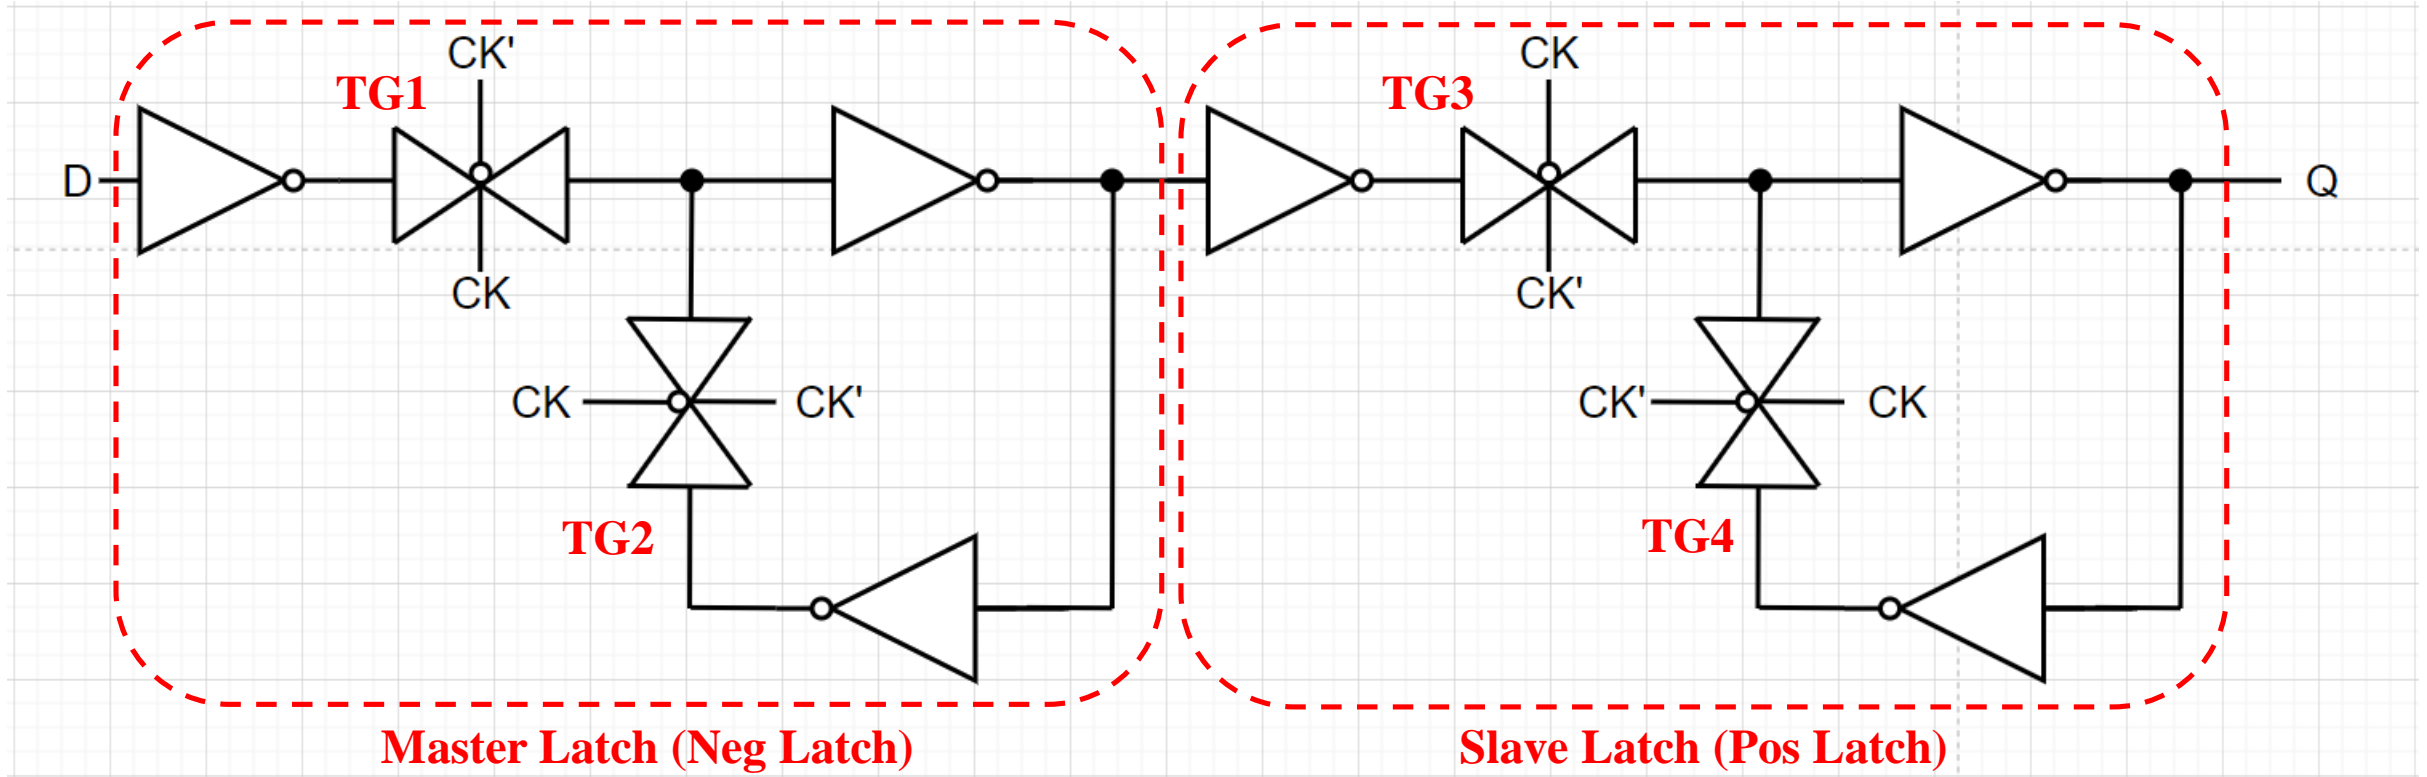 CK'
TG1
D
CK
TG2
CK
CK'
CK
TG3
CK'
Q
CK'
CK
TG4
Master Latch (Neg Latch)
Slave Latch (Pos Latch)